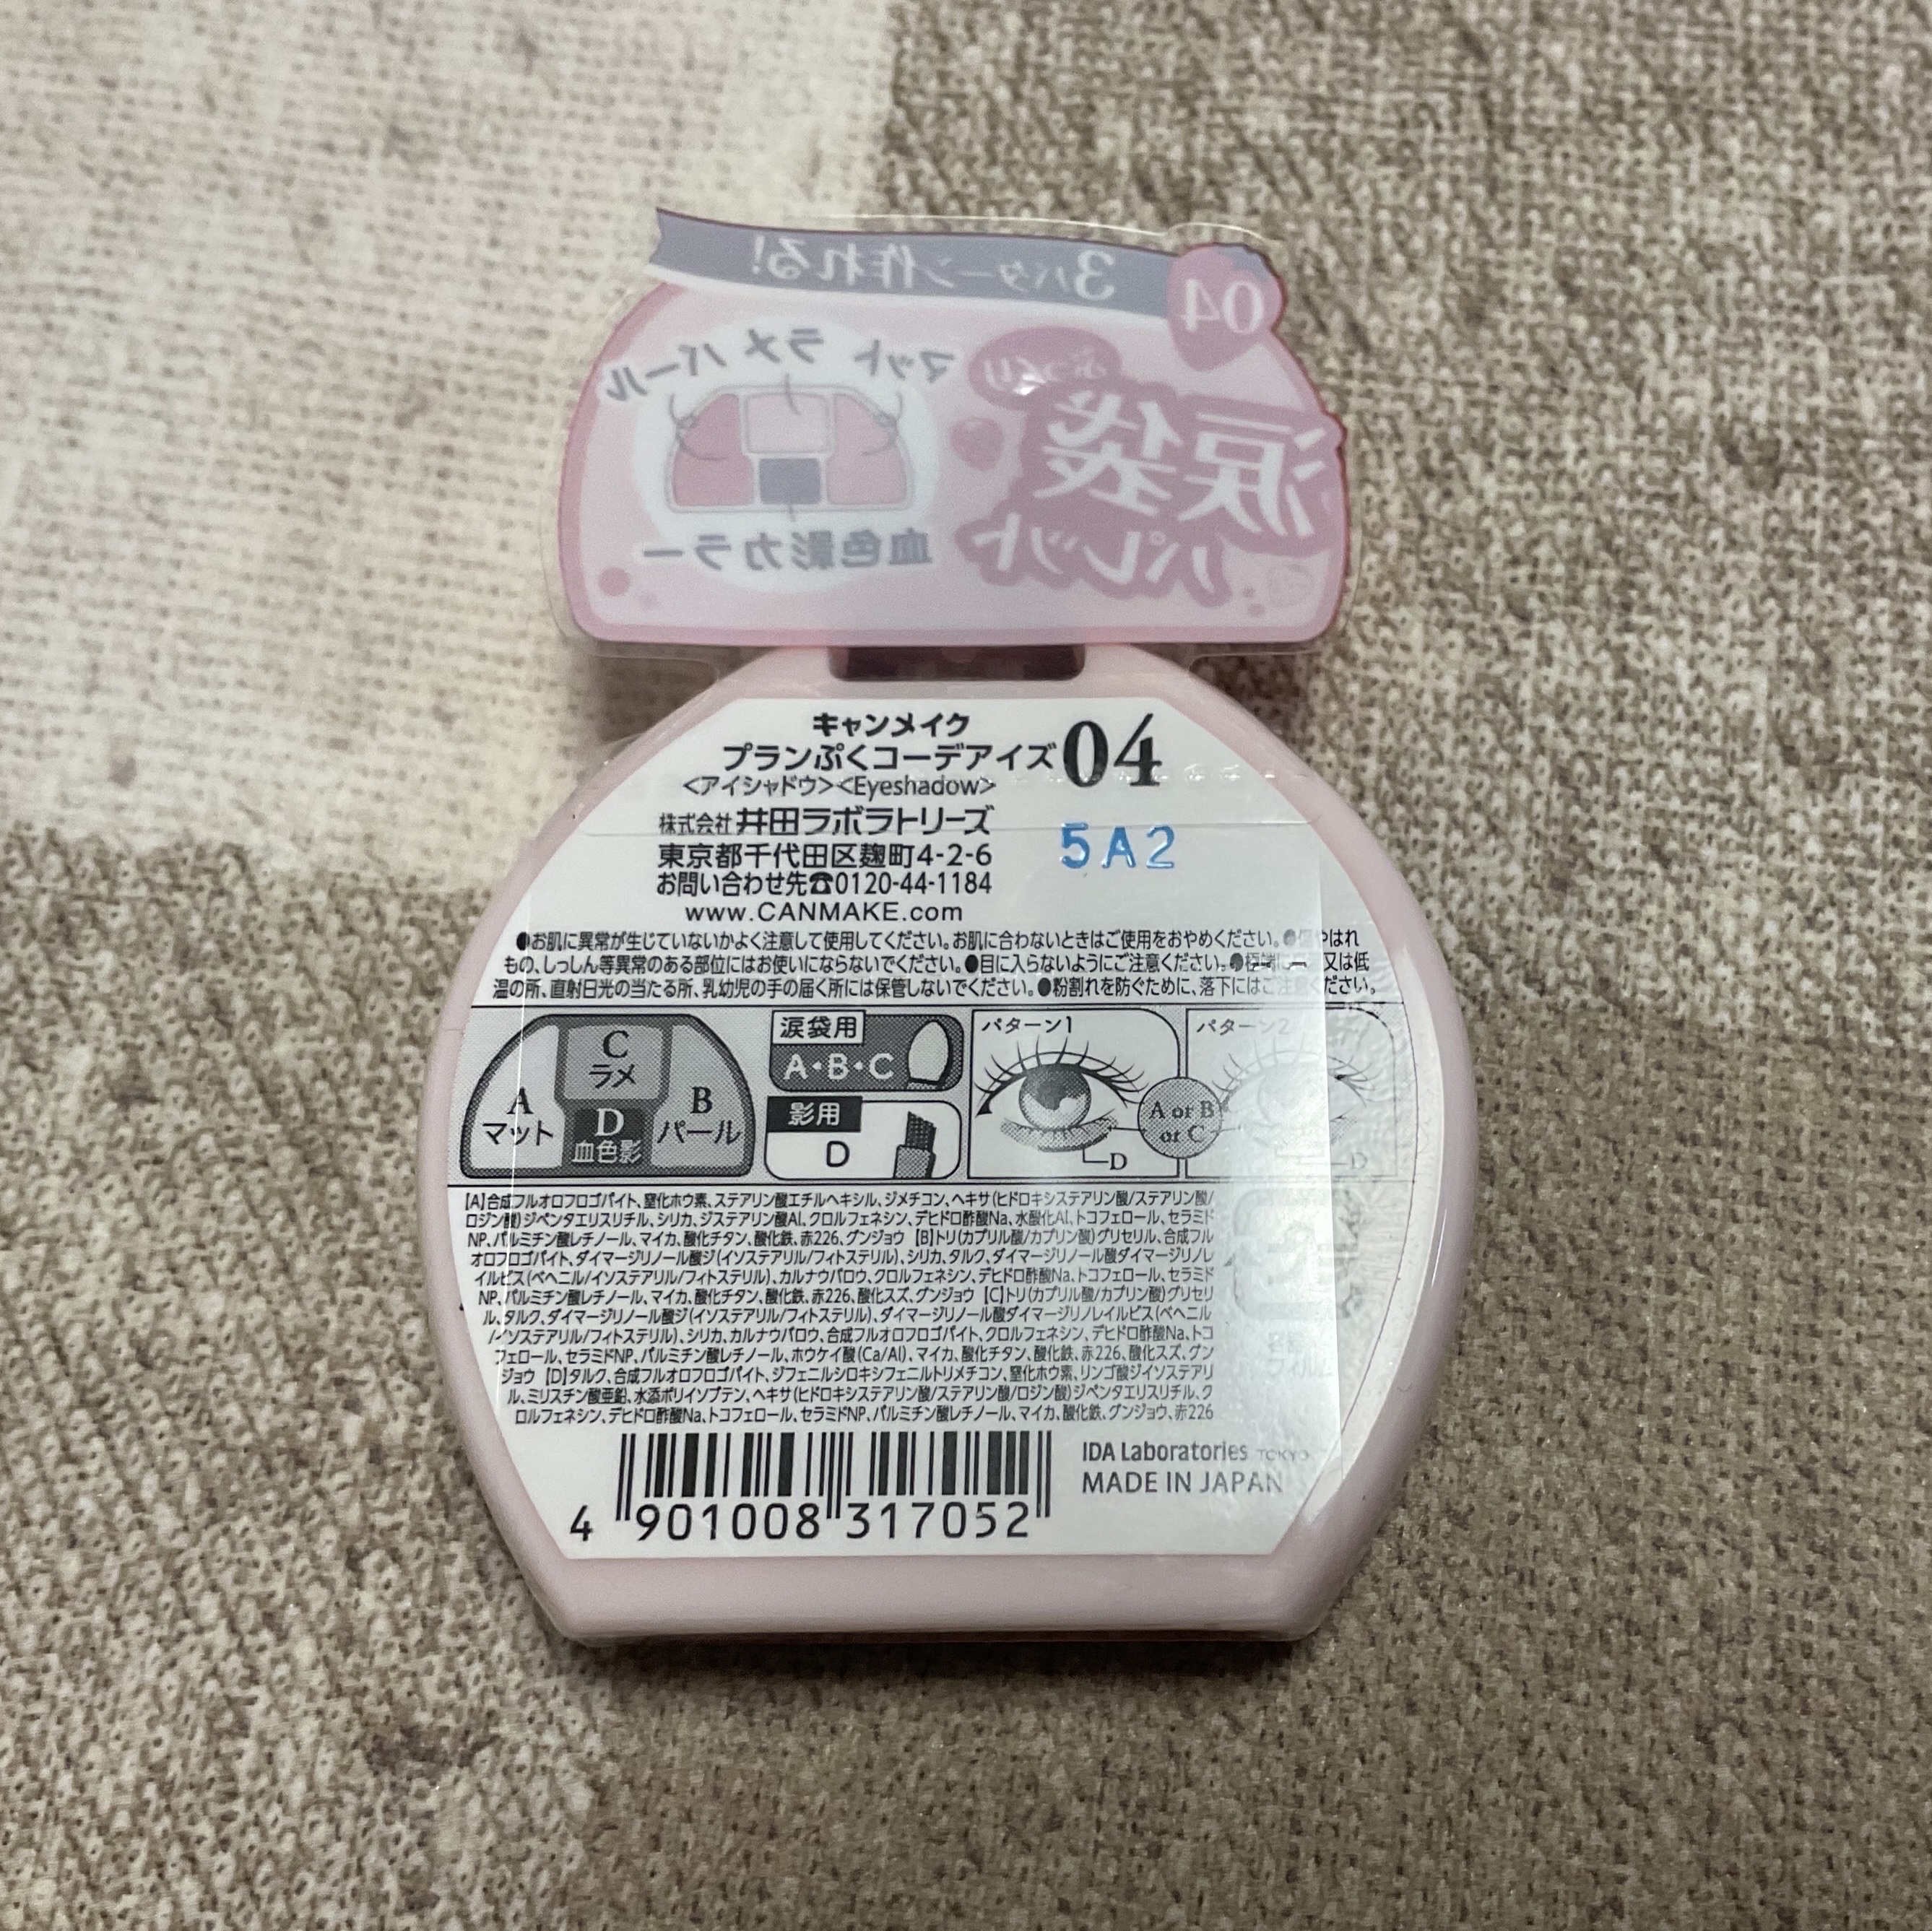 3パターン作れる!
04
マット ラメ パール
ぷっくり
涙袋
パレット
血色影カラー
キャンメイク
プランぷくコーデアイズ 04
<アイシャドウ><Eyeshadow>
株式会社 井田ラボラトリーズ
5A2
東京都千代田区麹町4-2-6
お問い合わせ先☎0120-44-1184
www.CANMAKE.com
●お肌に異常が生じていないかよく注意して使用してください。お肌に合わないときはご使用をおやめください。●傷やはれ
もの、しっしん等異常のある部位にはお使いにならないでください。●目に入らないようにご注意ください。●極端に 又は低
温の所、直射日光の当たる所、乳幼児の手の届く所には保管しないでください。●粉割れを防ぐために、落下にはご注意ください。
C
ラメ
A
マット
D
血色影
B
パール
涙袋用
A・B・C
影用
D
パターン1
D
A or B
or C
パターン2
D
【A】合成フルオロフロゴパイト、窒化ホウ素、ステアリン酸エチルヘキシル、ジメチコン、ヘキサ(ヒドロキシステアリン酸/ステアリン酸/
ロジン酸)ジペンタエリスリチル、シリカ、ジステアリン酸Al、クロルフェネシン、デヒドロ酢酸Na、水酸化Al、トコフェロール、セラミド
NP、パルミチン酸レチノール、マイカ、酸化チタン、酸化鉄、赤226、グンジョウ 【B】トリ(カプリル酸/カプリン酸)グリセリル、合成フル
オロフロゴパイト、ダイマージリノール酸ジ(イソステアリル/フィトステリル)、シリカ、タルク、ダイマージリノール酸ダイマージリノレ
イルビス(ベヘニル/イソステアリル/フィトステリル)、カルナウバロウ、クロルフェネシン、デヒドロ酢酸Na、トコフェロール、セラミド
NP、パルミチン酸レチノール、マイカ、酸化チタン、酸化鉄、赤226、酸化スズ、グンジョウ 【C】トリ(カプリル酸/カプリン酸)グリセリ
ル、タルク、ダイマージリノール酸ジ(イソステアリル/フィトステリル)、ダイマージリノール酸ダイマージリノレイルビス(ベヘニル
/イソステアリル/フィトステリル)、シリカ、カルナウバロウ、合成フルオロフロゴパイト、クロルフェネシン、デヒドロ酢酸Na、トコ
フェロール、セラミドNP、パルミチン酸レチノール、ホウケイ酸(Ca/Al)、マイカ、酸化チタン、酸化鉄、赤226、酸化スズ、グン
ジョウ 【D】タルク、合成フルオロフロゴパイト、ジフェニルシロキシフェニルトリメチコン、窒化ホウ素、リンゴ酸ジイソステアリ
ル、ミリスチン酸亜鉛、水添ポリイソブテン、ヘキサ(ヒドロキシステアリン酸/ステアリン酸/ロジン酸)ジペンタエリスリチル、ク
ロルフェネシン、デヒドロ酢酸Na、トコフェロール、セラミドNP、パルミチン酸レチノール、マイカ、酸化鉄、グンジョウ、赤226
IDA Laboratories TOKYO
MADE IN JAPAN
4 901008 317052